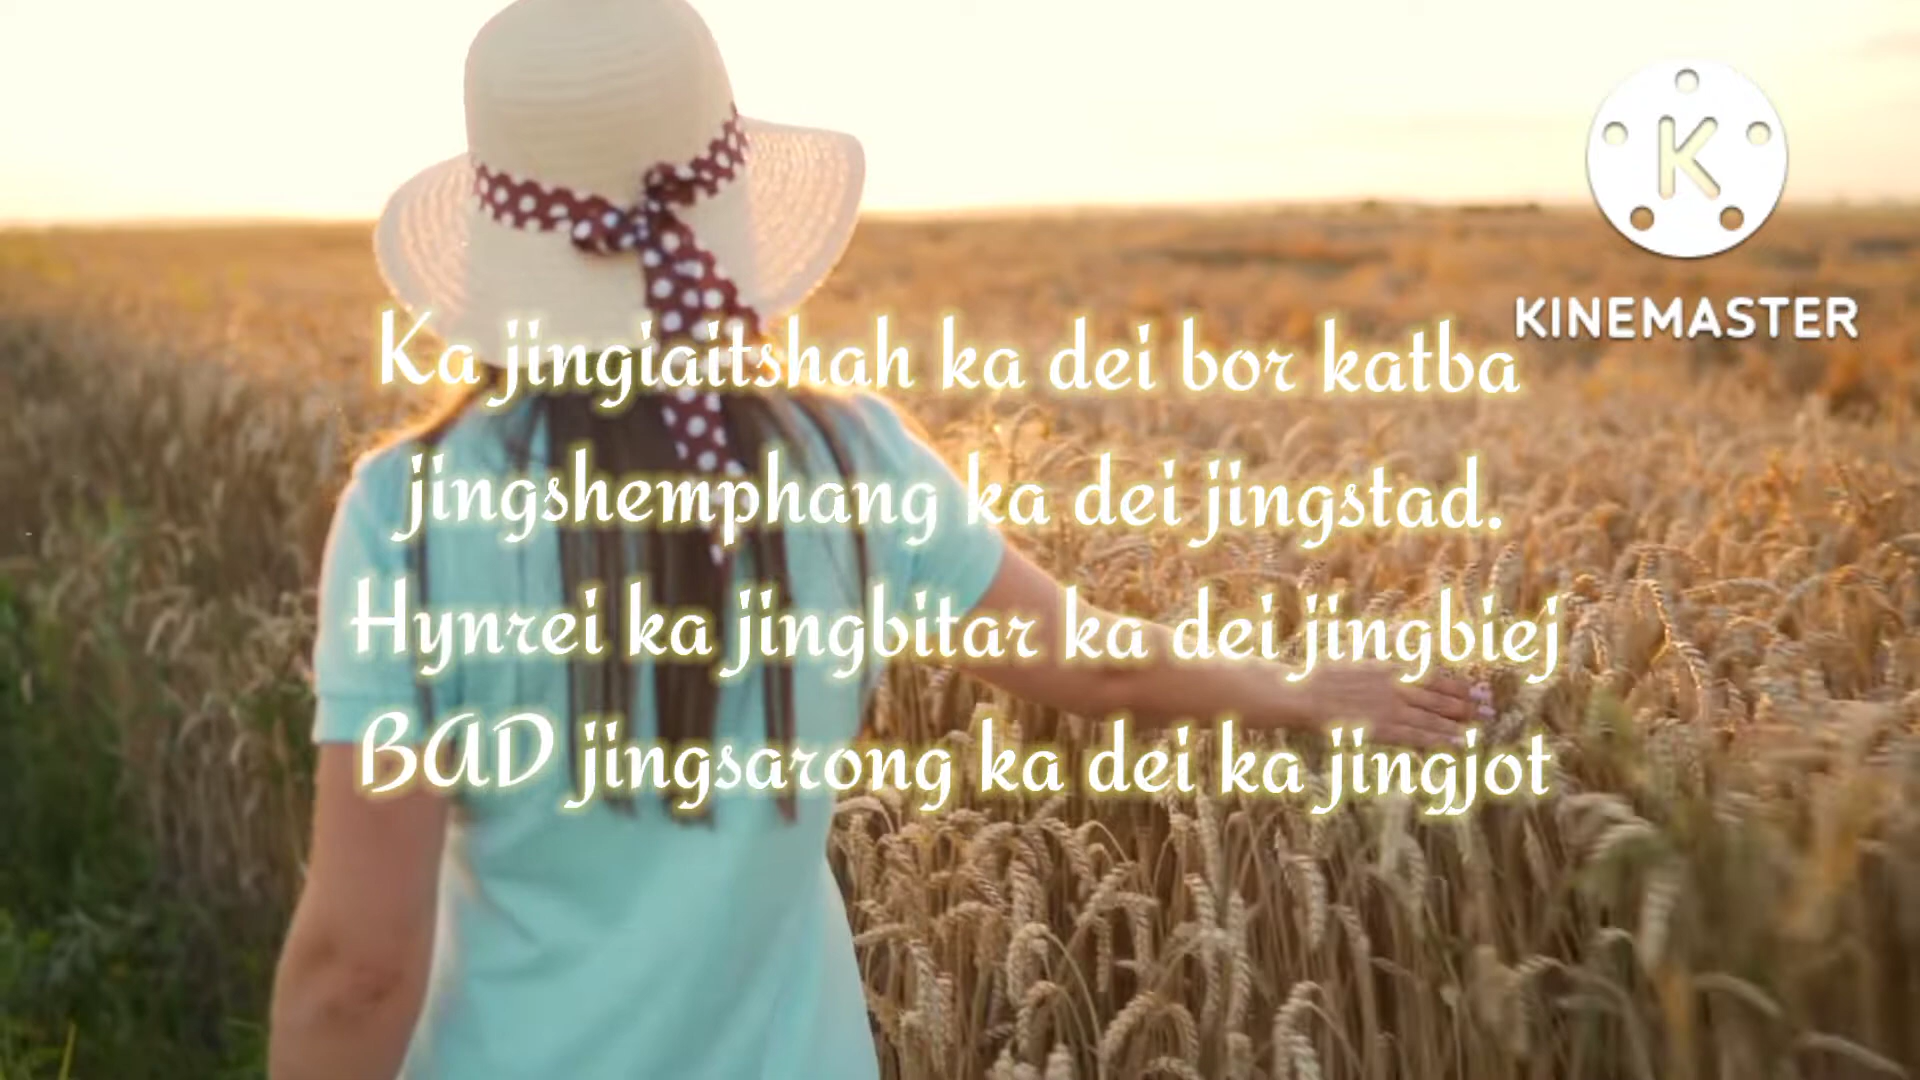 KINEMASTER
Ka jingiaitshah ka dei bor katba
jingshemphang ka dei jingstad.
Hynrei ka jingbitar ka dei jingbiej
BAD jingsarong ka dei ka jingjot